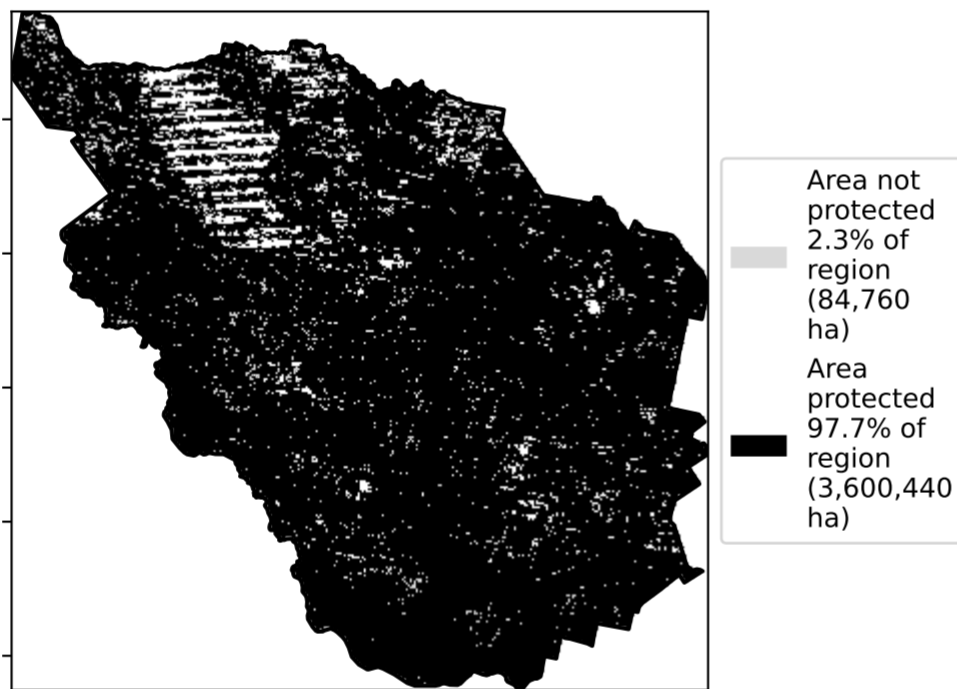 Area not
protected
2.3% of
region
(84,760
ha)
Area
protected
97.7% of
region
(3,600,440
ha)